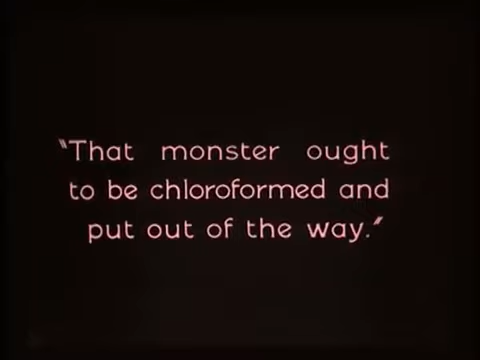 "That monster ought
to be chloroformed and
put out of the way."